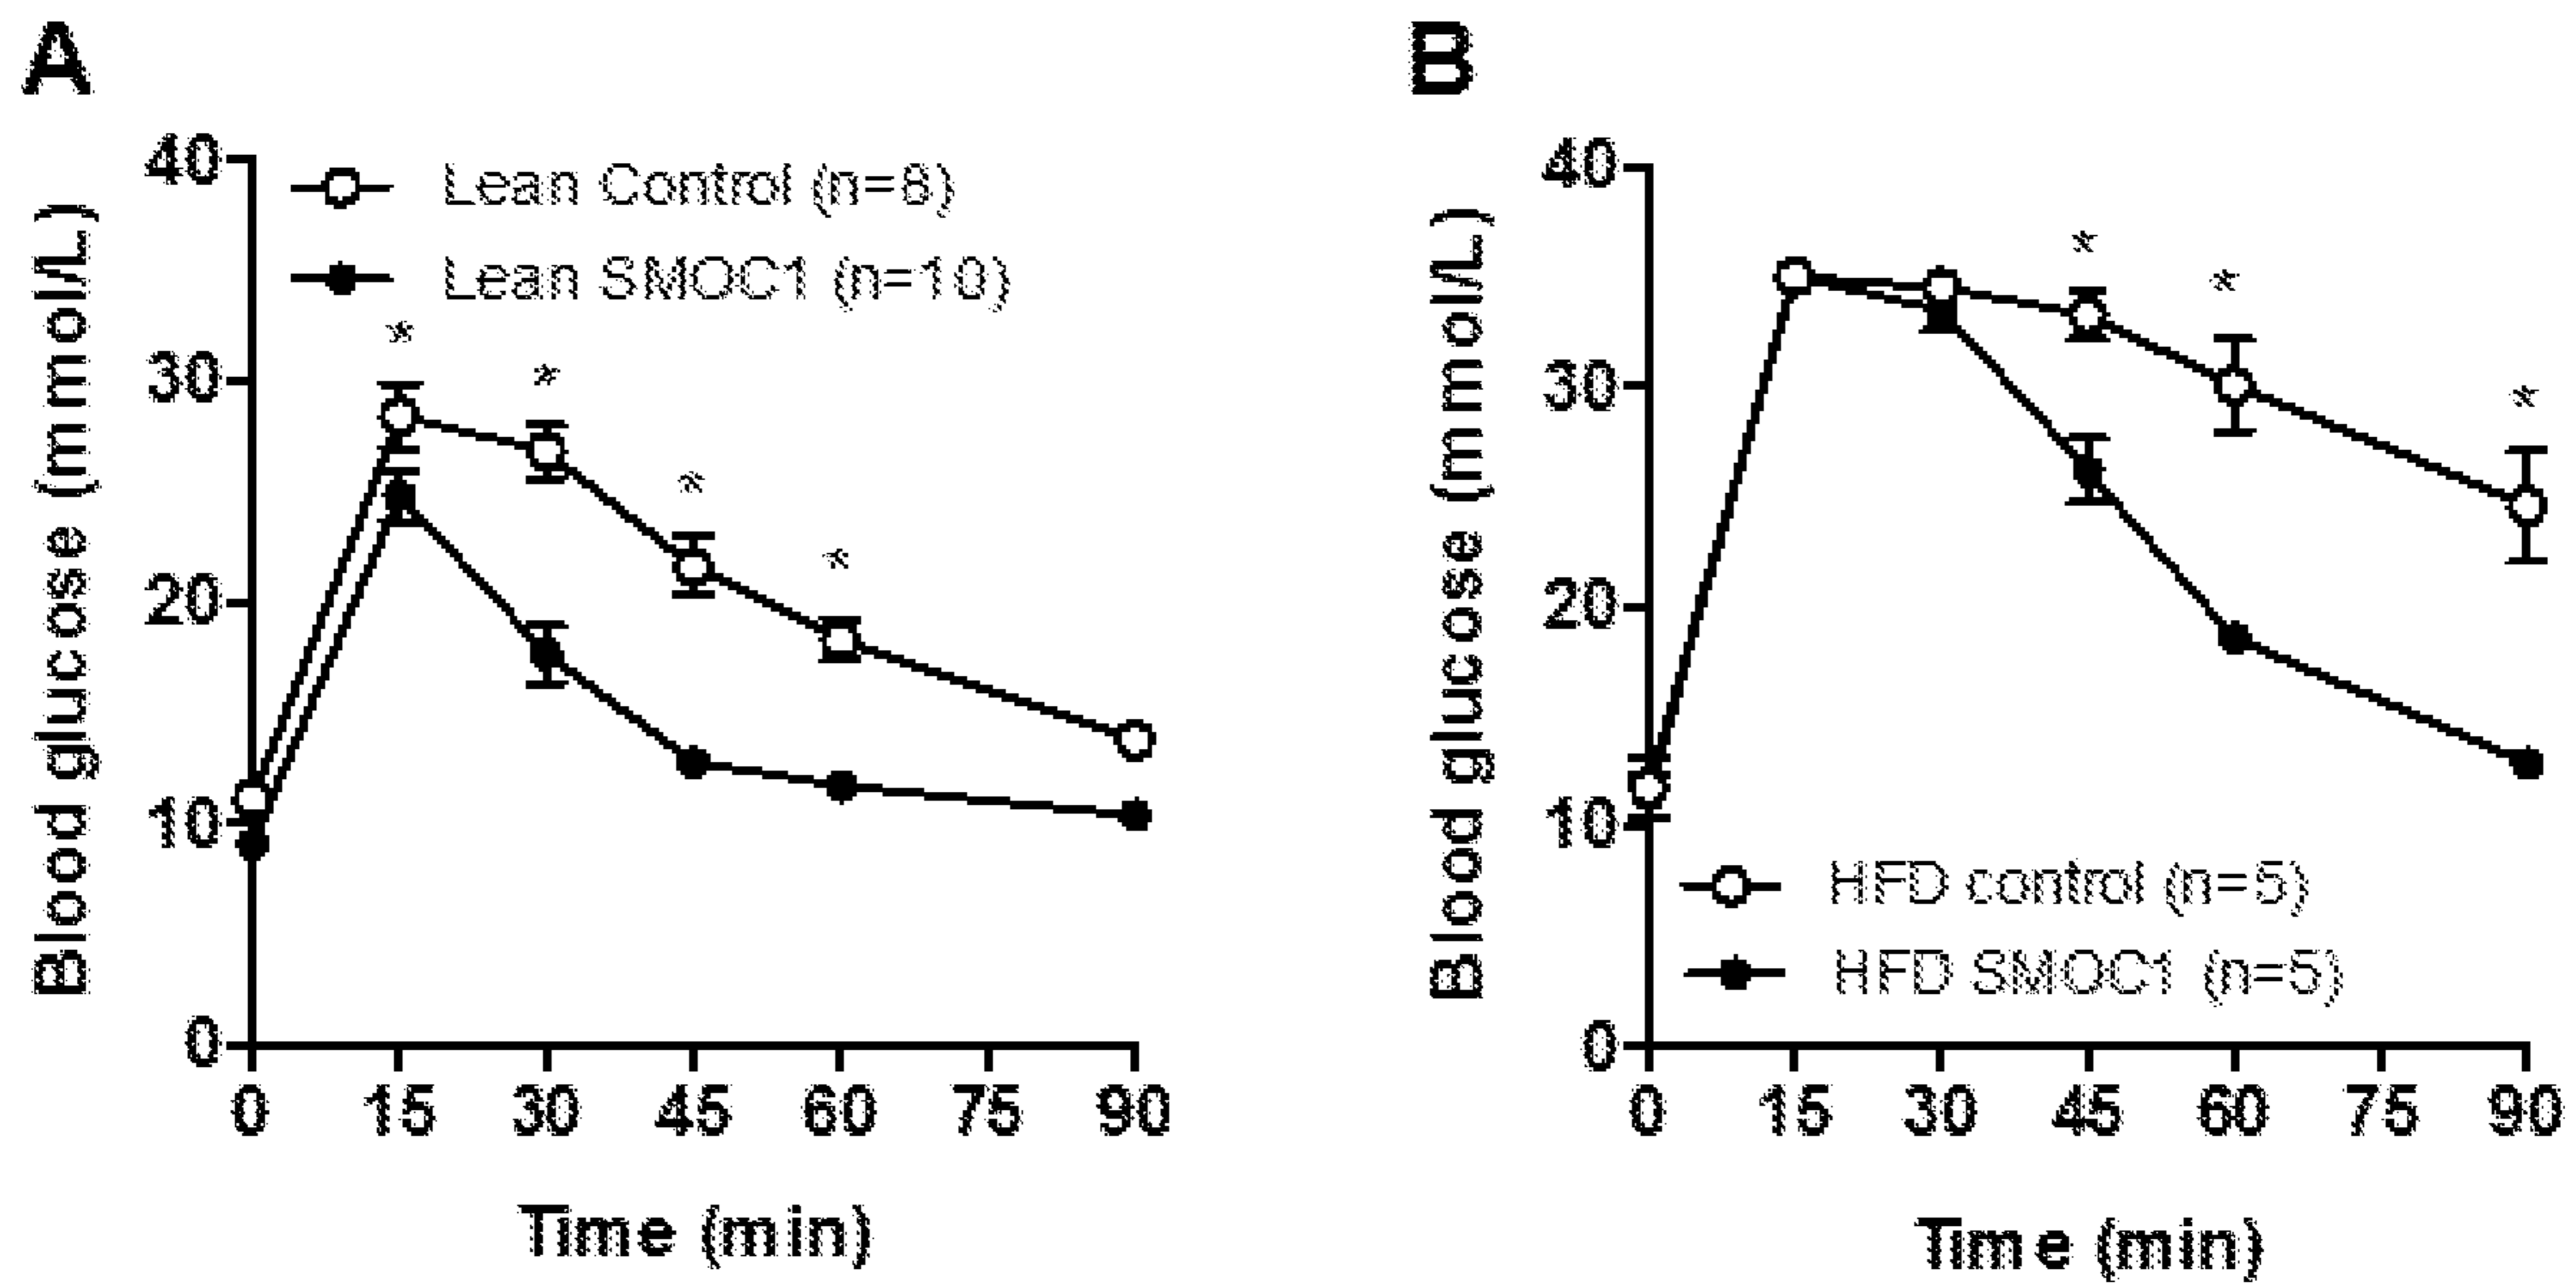 A
B
40
30
20
10
0
Blood glucose (mmol/L)
Lean Control (n=8)
Lean SMOC1 (n=10)
*
*
*
*
0 15 30 45 60 75 90
Time (min)
40
30
20
10
0
Blood glucose (mmol/L)
*
*
*
HFD control (n=5)
HFD SMOC1 (n=5)
0 15 30 45 60 75 90
Time (min)